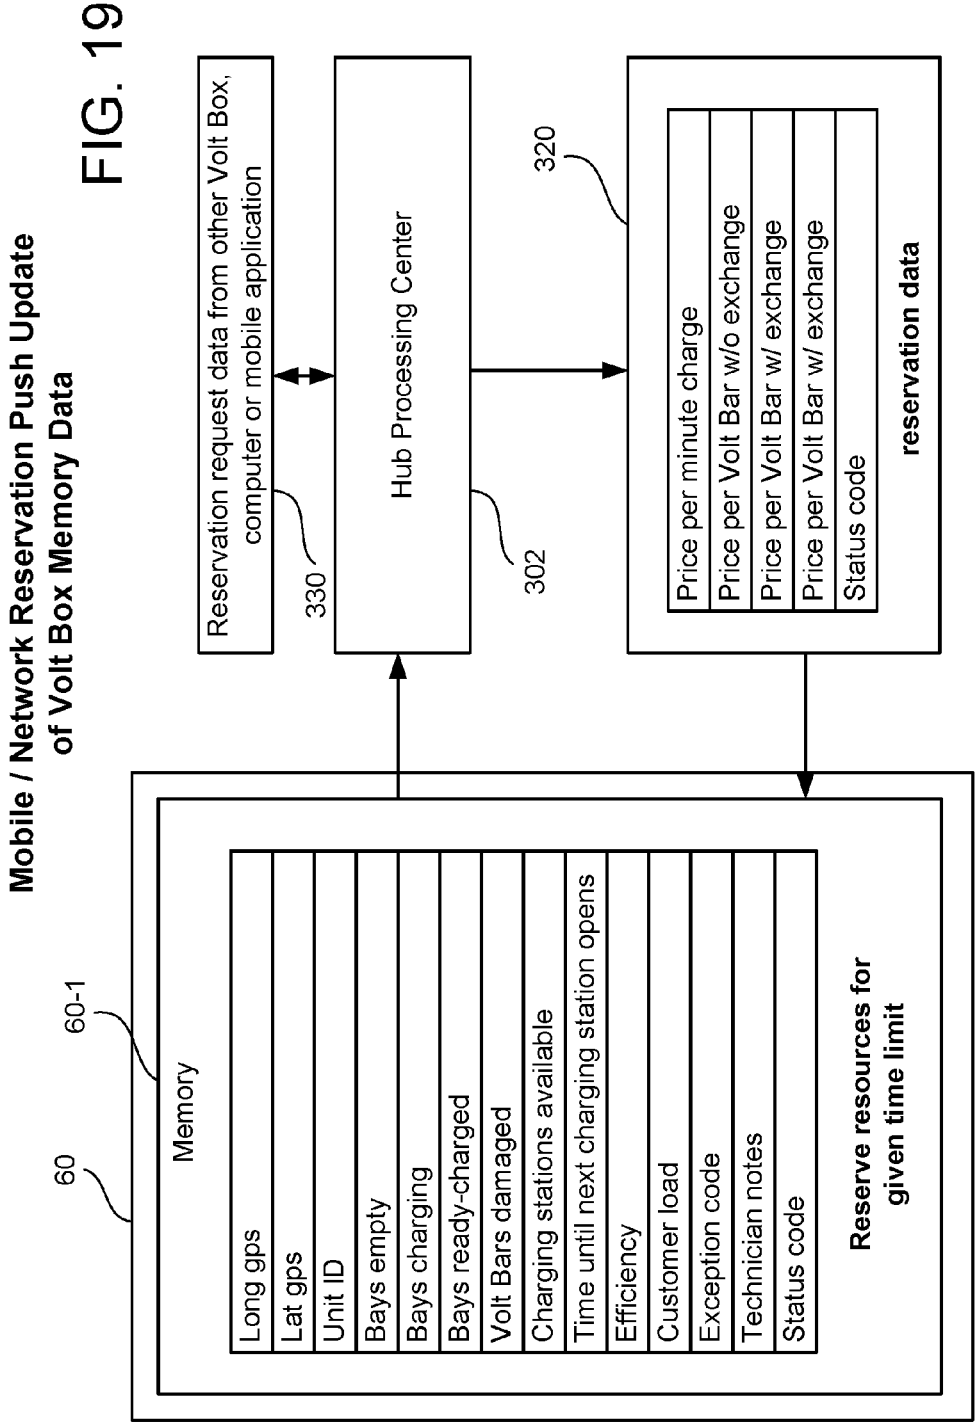 Mobile / Network Reservation Push Update
of Volt Box Memory Data
FIG. 19
60
60-1
Memory
Long gps
Lat gps
Unit ID
Bays empty
Bays charging
Bays ready-charged
Volt Bars damaged
Charging stations available
Time until next charging station opens
Efficiency
Customer load
Exception code
Technician notes
Status code
Reserve resources for
given time limit
Reservation request data from other Volt Box,
computer or mobile application
330
Hub Processing Center
302
320
Price per minute charge
Price per Volt Bar w/o exchange
Price per Volt Bar w/ exchange
Price per Volt Bar w/ exchange
Status code
reservation data